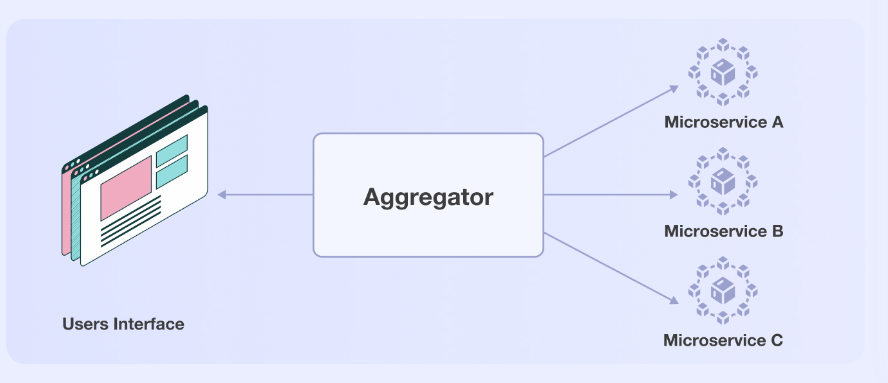 Microservice A
Aggregator
Microservice B
Users Interface
Microservice C